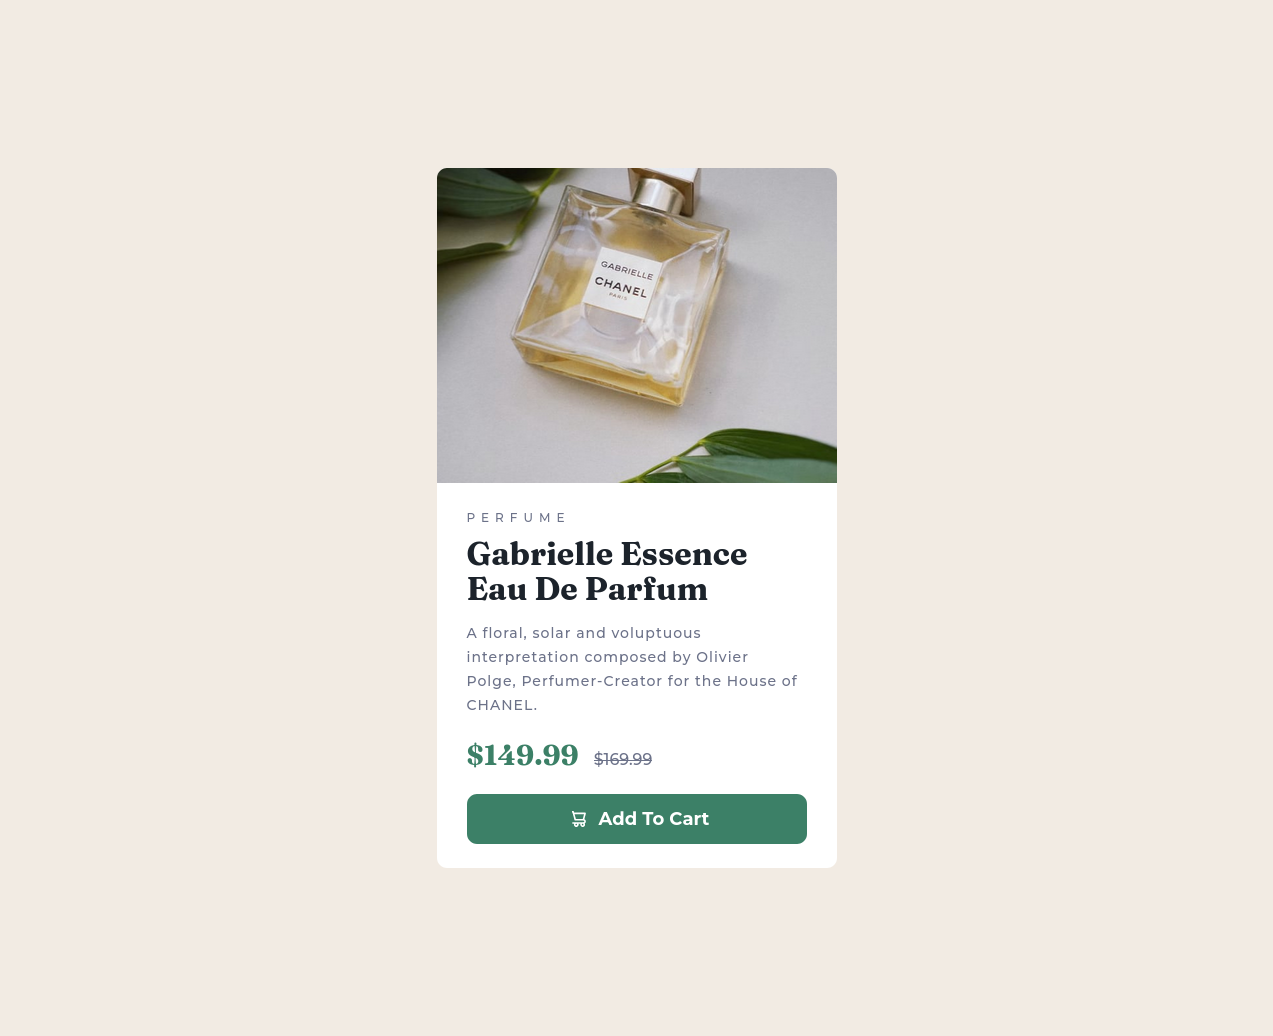 GABRIELLE
CHANEL
PARIS
PERFUME
Gabrielle Essence
Eau De Parfum
A floral, solar and voluptuous
interpretation composed by Olivier
Polge, Perfumer-Creator for the House of
CHANEL.
$149.99 $169.99
Add To Cart